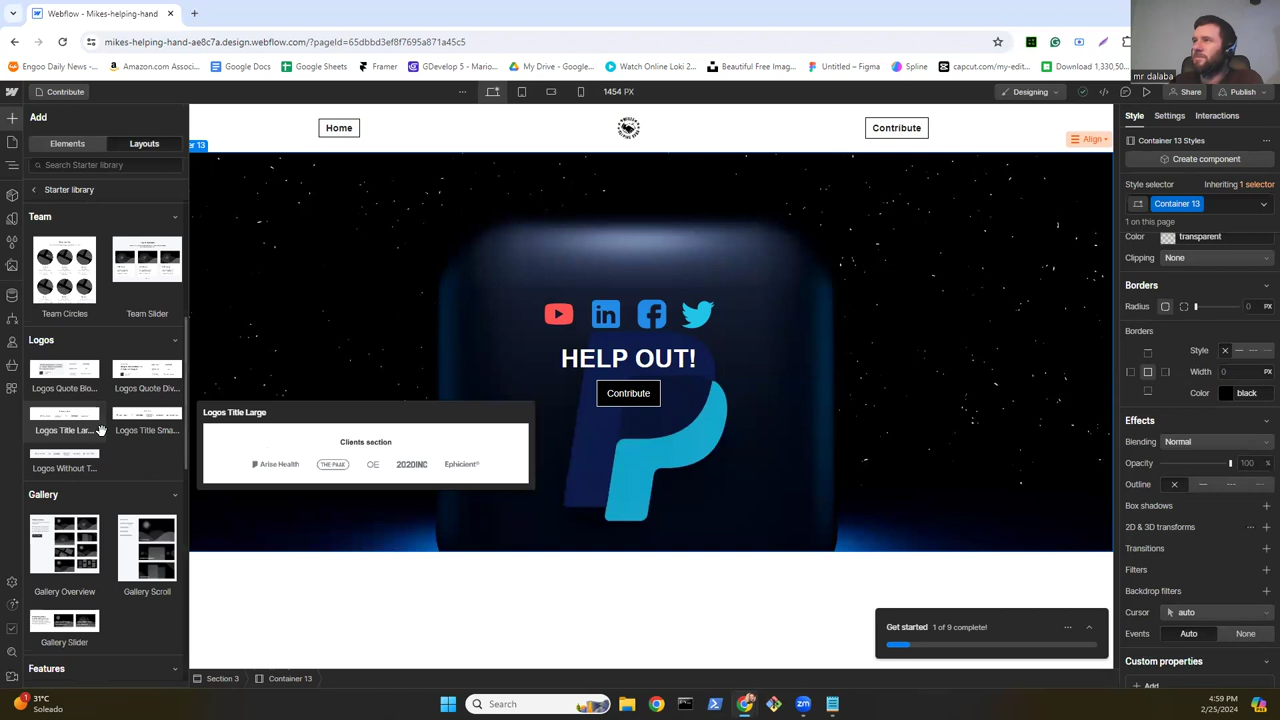 Webflow - Mikes-helping-hand
mikes-helping-hand-ae8c7a.design.webflow.com/?pageId=65dbbd3ef8f7695a871a45c5
Engoo Daily News -...
Amazon.com Associ...
Google Docs
Google Sheets
Framer
GDevelop 5 - Mario...
My Drive - Google...
Watch Online Loki 2...
Beautiful Free Imag...
Untitled – Figma
Spline
capcut.com/my-edit...
Download 1,330,50...
mr dalaba
Contribute
1454 PX
Designing
Share
Publish
Add
Elements
Layouts
Search Starter library
Starter library
Team
Team Circles
Team Slider
Logos
Logos Quote Blo...
Logos Quote Div...
Logos Title Lar...
Logos Title Sma...
Logos Without T...
Gallery
Gallery Overview
Gallery Scroll
Gallery Slider
Features
Home
Contribute
er 13
Align
HELP OUT!
Contribute
Logos Title Large
Clients section
Arise Health
THE PAAK
OE
2020INC
Ephicient®
Get started 1 of 9 complete!
Section 3
Container 13
Style
Settings
Interactions
Container 13 Styles
Create component
Style selector
Inheriting 1 selector
Container 13
1 on this page
Color
transparent
Clipping
None
Borders
Radius
0 PX
Borders
Style
Width
0 PX
Color
black
Effects
Blending
Normal
Opacity
100 %
Outline
Box shadows
2D & 3D transforms
Transitions
Filters
Backdrop filters
Cursor
auto
Events
Auto
None
Custom properties
Add
1
31°C
Soleado
Search
4:59 PM
2/25/2024